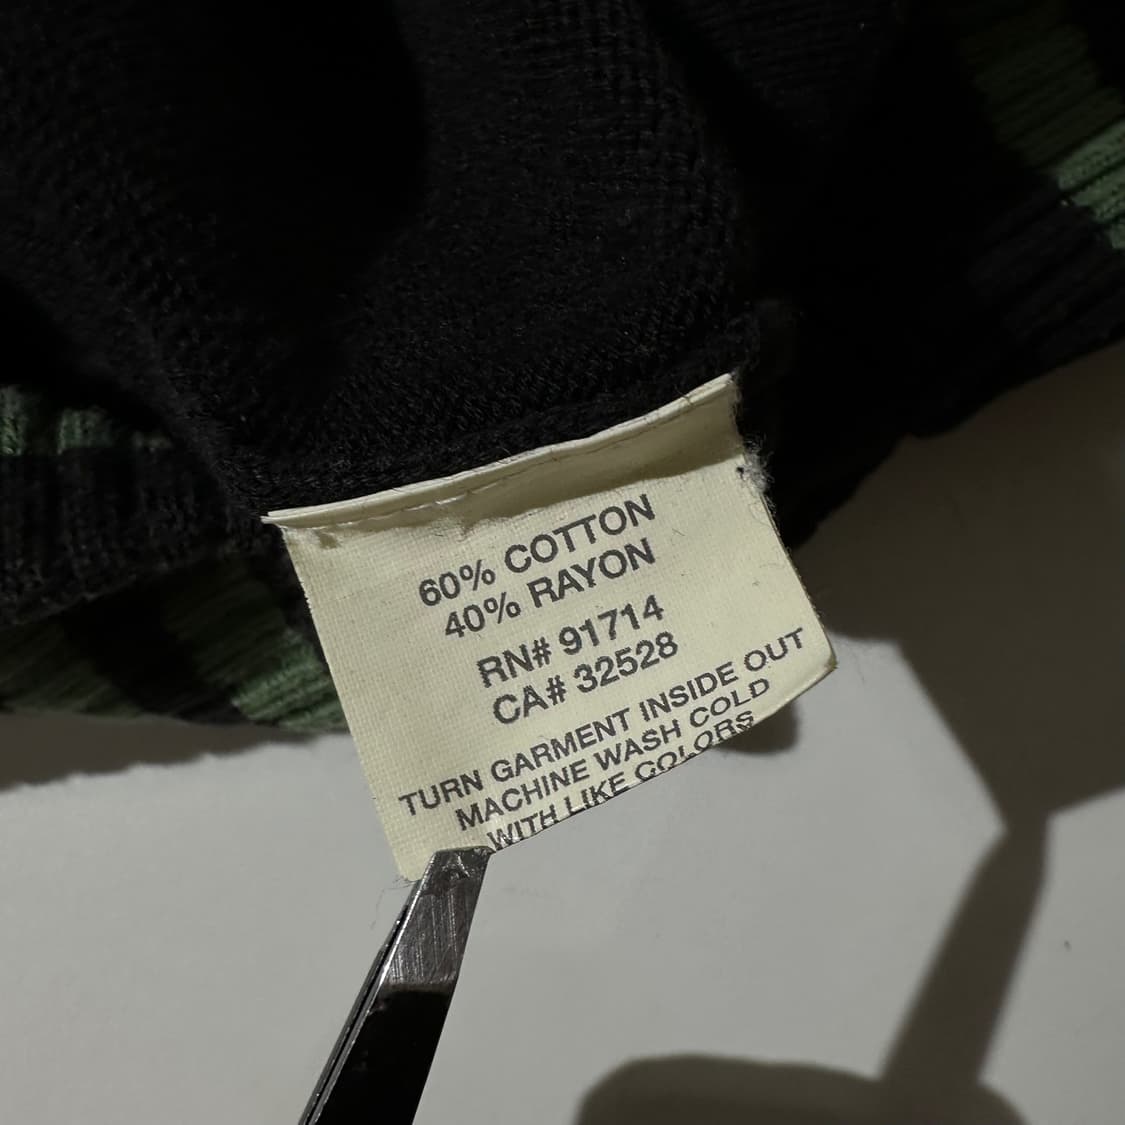 60% COTTON
40% RAYON
RN# 91714
CA# 32528
TURN GARMENT INSIDE OUT
MACHINE WASH COLD
WITH LIKE COLORS